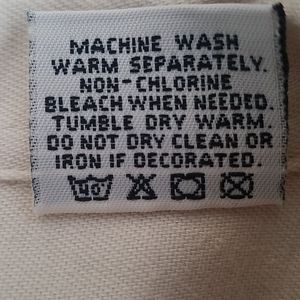 MACHINE WASH
WARM SEPARATELY.
NON-CHLORINE
BLEACH WHEN NEEDED.
TUMBLE DRY WARM.
DO NOT DRY CLEAN OR
IRON IF DECORATED.
40°